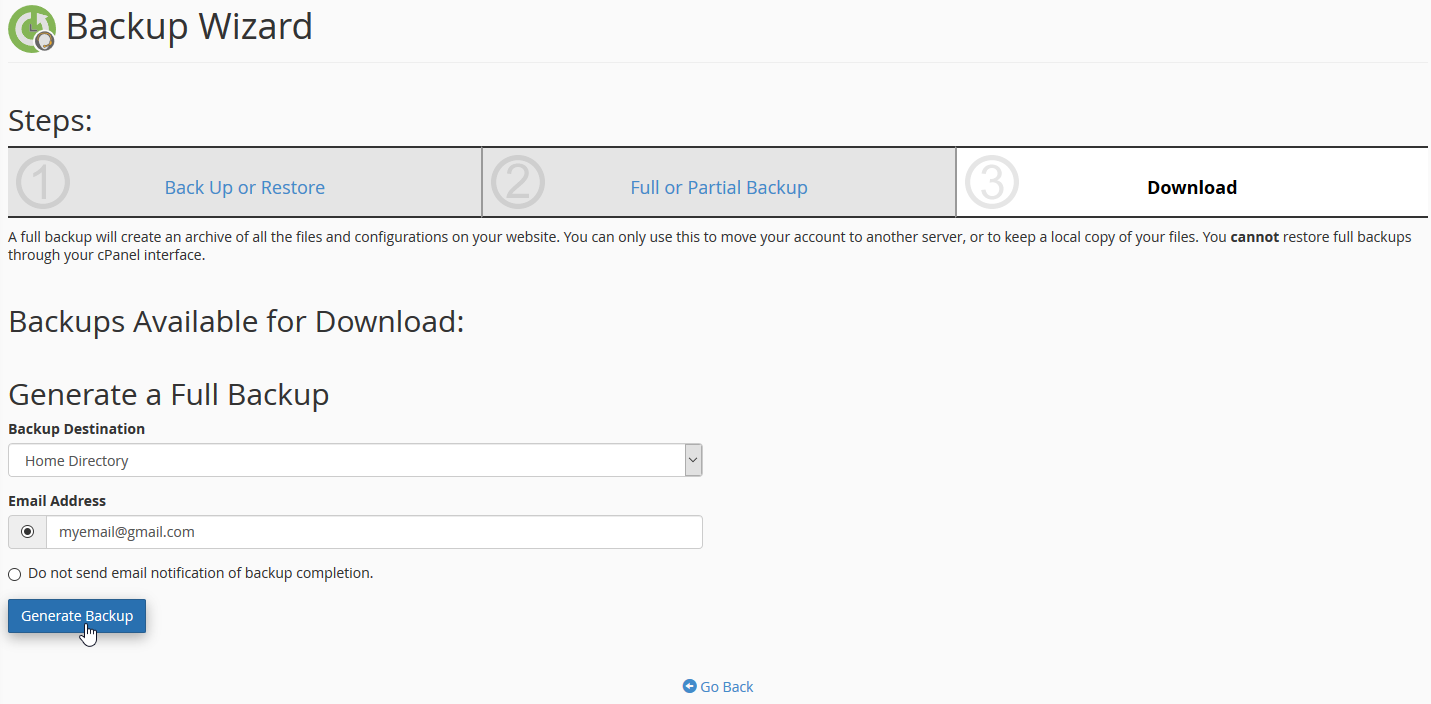 Backup Wizard
Steps:
1 Back Up or Restore
2 Full or Partial Backup
3 Download
A full backup will create an archive of all the files and configurations on your website. You can only use this to move your account to another server, or to keep a local copy of your files. You cannot restore full backups
through your cPanel interface.
Backups Available for Download:
Generate a Full Backup
Backup Destination
Home Directory
Email Address
myemail@gmail.com
Do not send email notification of backup completion.
Generate Backup
Go Back